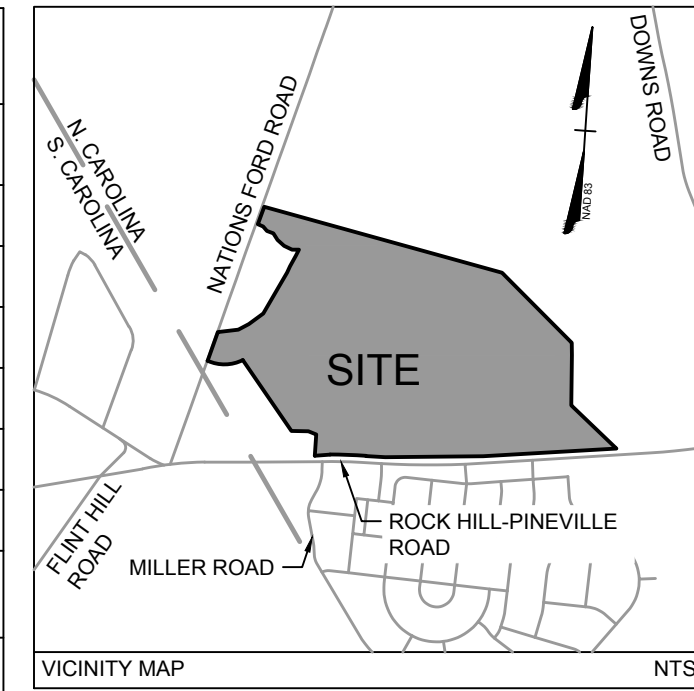 DOWNS ROAD
NATIONS FORD ROAD
N. CAROLINA
S. CAROLINA
NAD 83
SITE
ROCK HILL-PINEVILLE
ROAD
FLINT HILL
ROAD
MILLER ROAD
VICINITY MAP
NTS